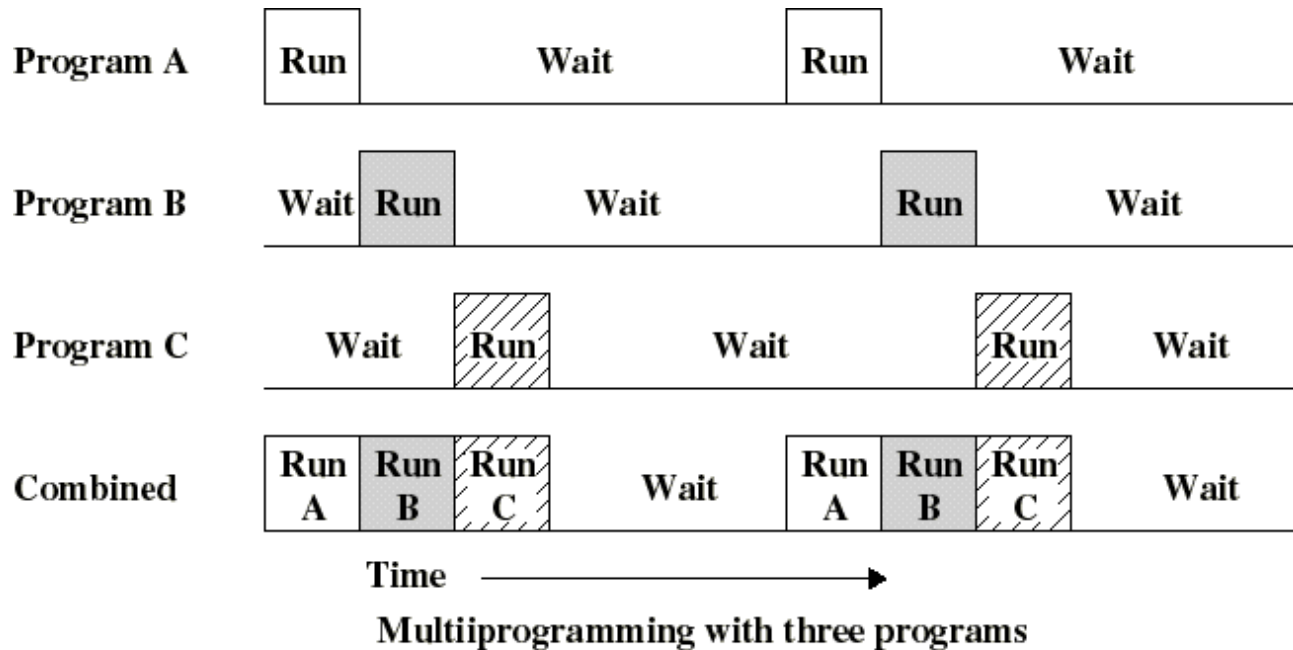 Program A Run Wait Run Wait
Program B Wait Run Wait Run Wait
Program C Wait Run Wait Run Wait
Run Run Run Run Run Run
Combined Wait Wait
A B C A B C
Time
Multiiprogramming with three programs